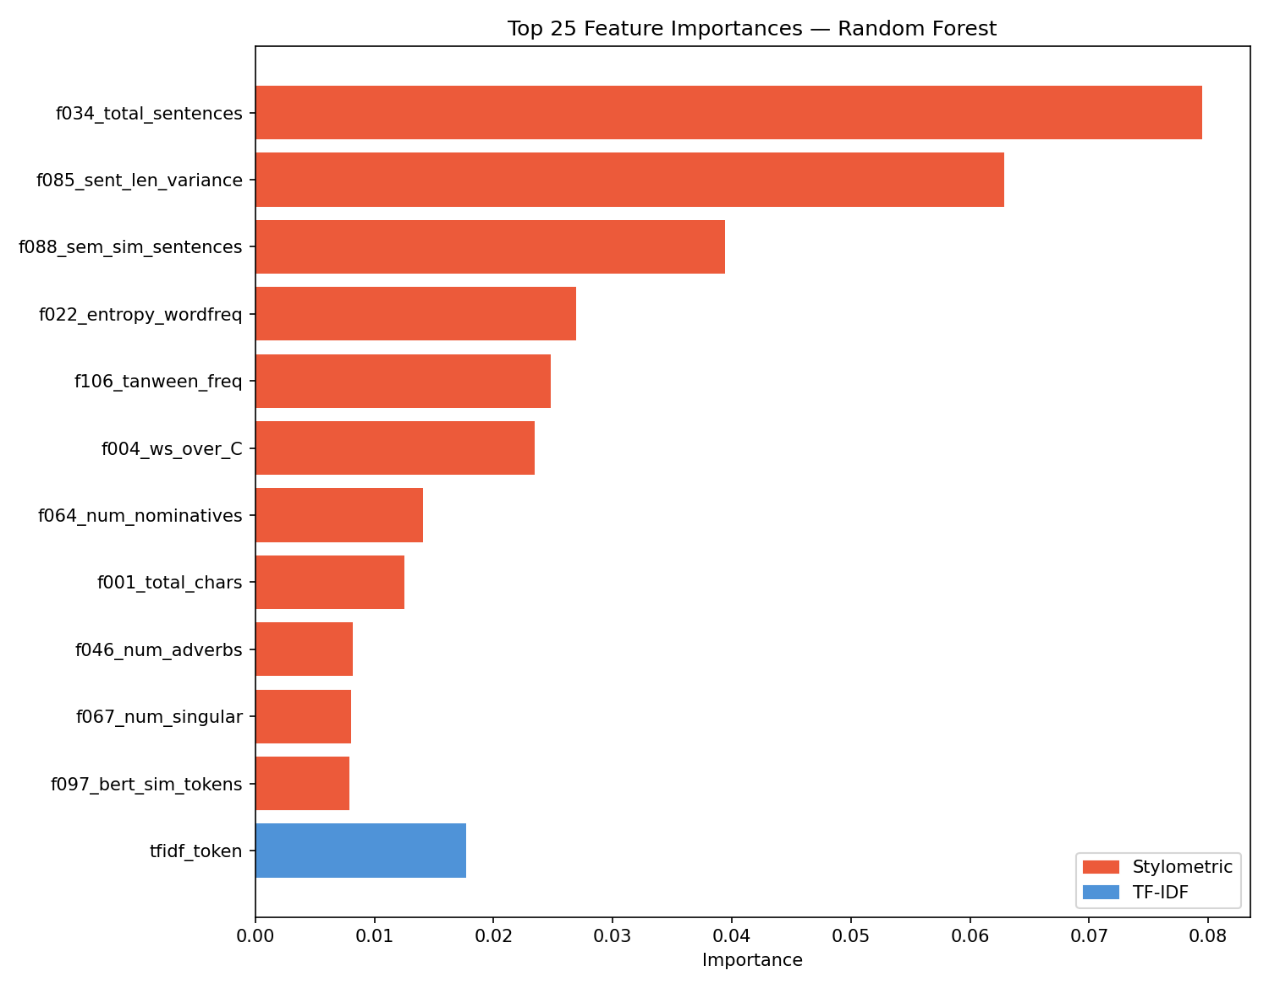 Top 25 Feature Importances — Random Forest
f034_total_sentences
f085_sent_len_variance
f088_sem_sim_sentences
f022_entropy_wordfreq
f106_tanween_freq
f004_ws_over_C
f064_num_nominatives
f001_total_chars
f046_num_adverbs
f067_num_singular
f097_bert_sim_tokens
tfidf_token
Stylometric
TF-IDF
0.00 0.01 0.02 0.03 0.04 0.05 0.06 0.07 0.08
Importance